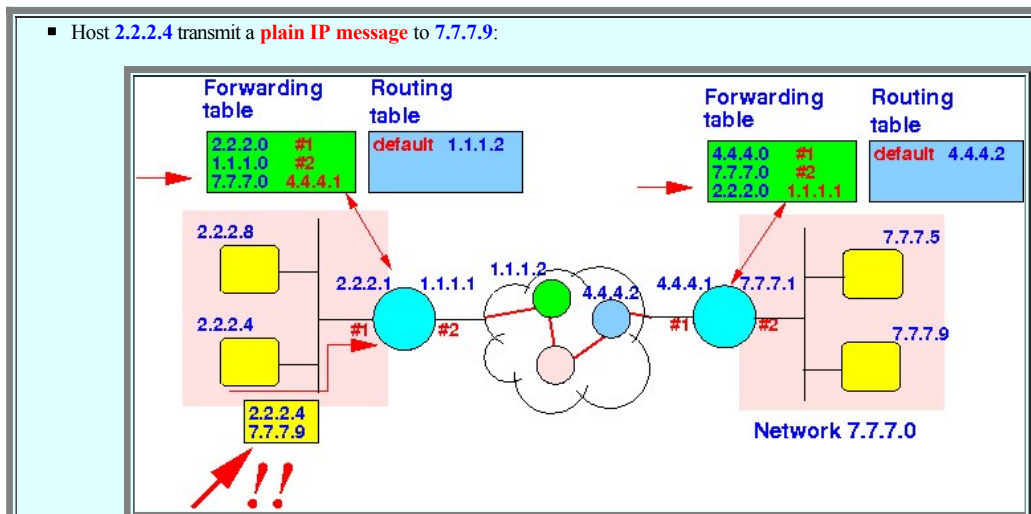 Host 2.2.2.4 transmit a plain IP message to 7.7.7.9:
Forwarding table
Routing table
2.2.2.0 #1
1.1.1.0 #2
7.7.7.0 4.4.4.1
default 1.1.1.2
Forwarding table
Routing table
4.4.4.0 #1
7.7.7.0 #2
2.2.2.0 1.1.1.1
default 4.4.4.2
2.2.2.8
2.2.2.1
1.1.1.1
1.1.1.2
4.4.4.2
4.4.4.1
7.7.7.1
7.7.7.5
2.2.2.4
#1
#2
#1
#2
7.7.7.9
2.2.2.4
7.7.7.9
Network 7.7.7.0
!!